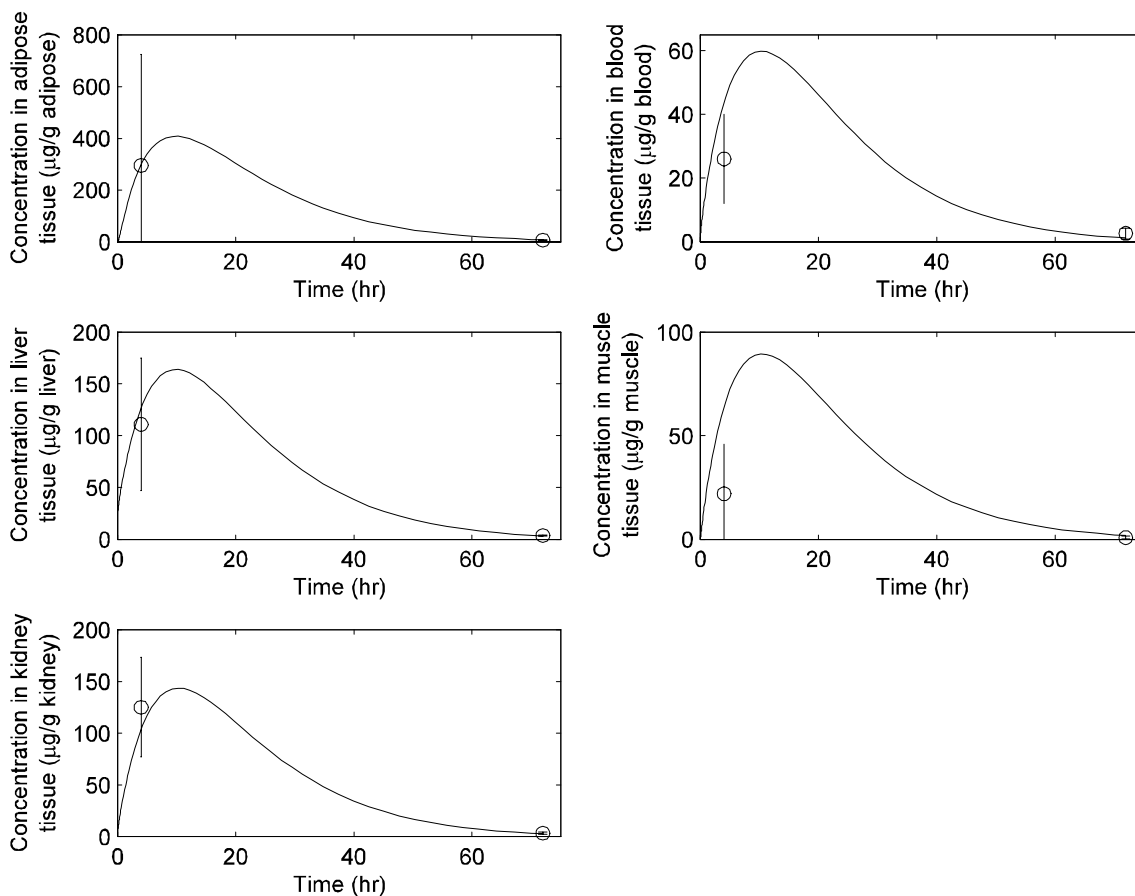 Concentration in adipose
tissue (μg/g adipose)
800
600
400
200
0
0 20 40 60
Time (hr)
Concentration in blood
tissue (μg/g blood)
60
40
20
0
0 20 40 60
Time (hr)
Concentration in liver
tissue (μg/g liver)
200
150
100
50
0
0 20 40 60
Time (hr)
Concentration in muscle
tissue (μg/g muscle)
100
50
0
0 20 40 60
Time (hr)
Concentration in kidney
tissue (μg/g kidney)
200
150
100
50
0
0 20 40 60
Time (hr)